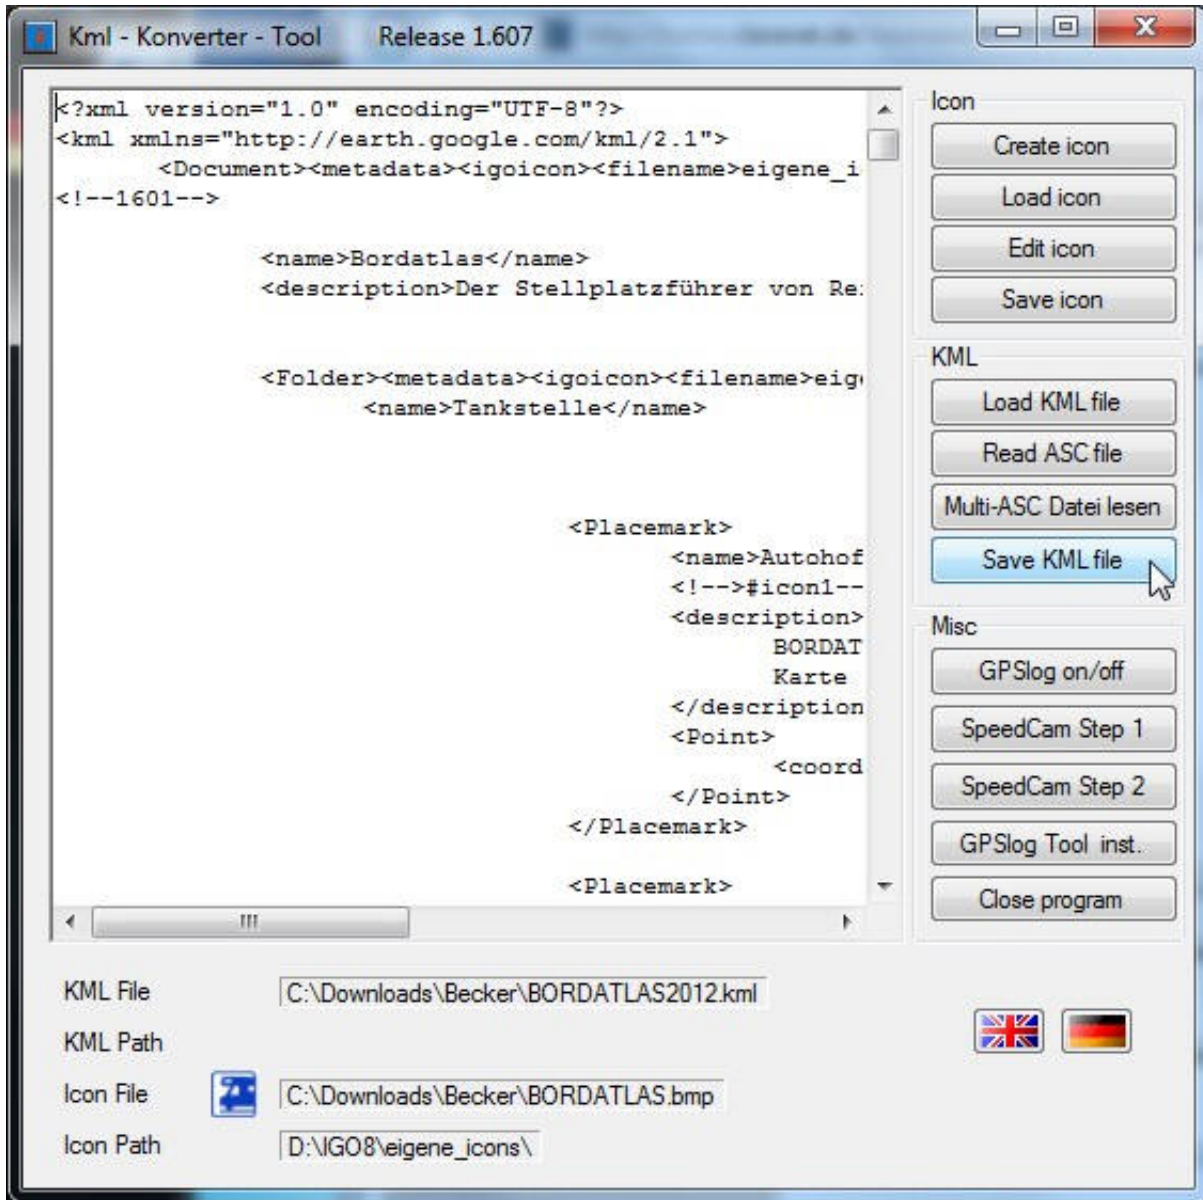 Kml - Konverter - Tool Release 1.607
<?xml version="1.0" encoding="UTF-8"?>
<kml xmlns="http://earth.google.com/kml/2.1">
<Document><metadata><igoicon><filename>eigene_i
<!--1601-->
<name>Bordatlas</name>
<description>Der Stellplatzführer von Rei
<Folder><metadata><igoicon><filename>eig
<name>Tankstelle</name>
<Placemark>
<name>Autohof
<!-->#icon1--
<description>
BORDAT
Karte
</description
<Point>
<coord
</Point>
</Placemark>
<Placemark>
Icon
Create icon
Load icon
Edit icon
Save icon
KML
Load KML file
Read ASC file
Multi-ASC Datei lesen
Save KML file
Misc
GPSlog on/off
SpeedCam Step 1
SpeedCam Step 2
GPSlog Tool inst.
Close program
KML File C:\Downloads\Becker\BORDATLAS2012.kml
KML Path
Icon File C:\Downloads\Becker\BORDATLAS.bmp
Icon Path D:\IGO8\eigene_icons\